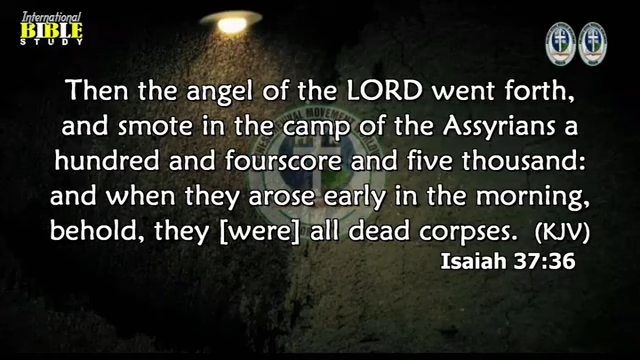 International
BIBLE
STUDY
Then the angel of the LORD went forth,
and smote in the camp of the Assyrians a
hundred and fourscore and five thousand:
and when they arose early in the morning,
behold, they [were] all dead corpses. (KJV)
Isaiah 37:36